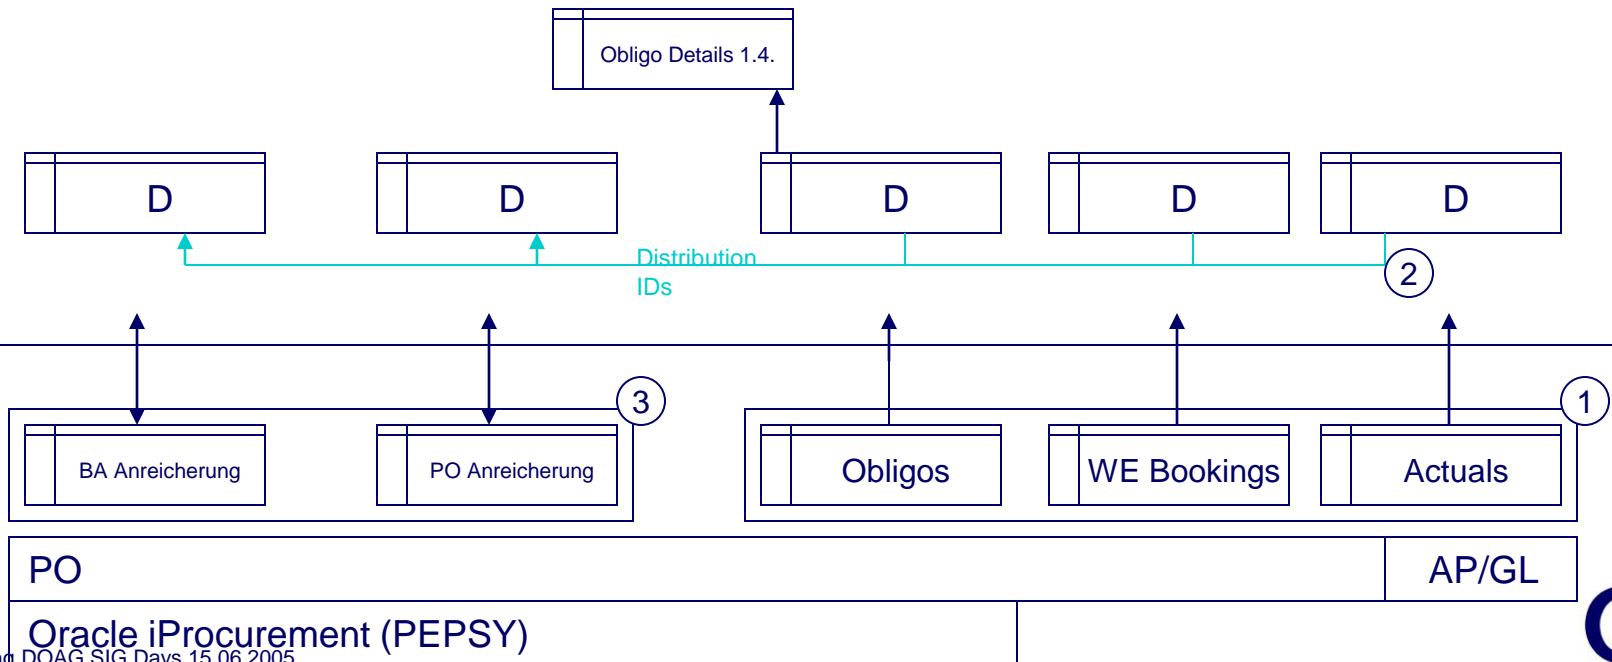 Obligo Details 1.4.
D
D
D
D
D
Distribution
IDs
2
3
1
BA Anreicherung
PO Anreicherung
Obligos
WE Bookings
Actuals
PO
AP/GL
Oracle iProcurement (PEPSY)
DOAG SIG Days 15.06.2005